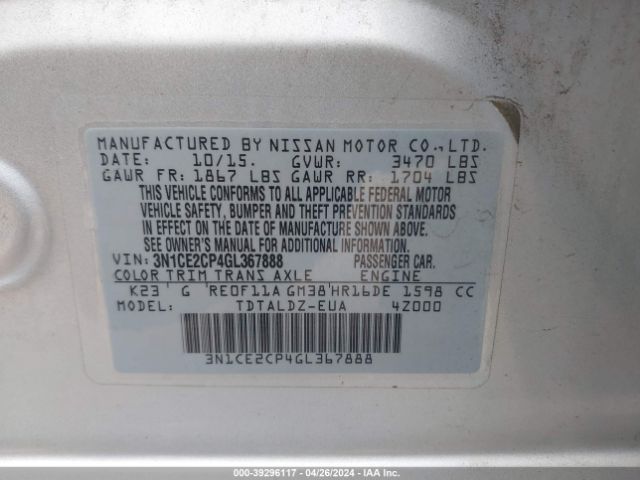 MANUFACTURED BY NISSAN MOTOR CO.,LTD.
DATE: 10/15. GVWR: 3470 LBS
GAWR FR: 1867 LBS GAWR RR: 1704 LBS
THIS VEHICLE CONFORMS TO ALL APPLICABLE FEDERAL MOTOR
VEHICLE SAFETY, BUMPER AND THEFT PREVENTION STANDARDS
IN EFFECT ON THE DATE OF MANUFACTURE SHOWN ABOVE.
SEE OWNER'S MANUAL FOR ADDITIONAL INFORMATION.
VIN: 3N1CE2CP4GL367888 PASSENGER CAR.
COLOR TRIM TRANS AXLE ENGINE
K23 G RE0F11A GM38 HR16DE 1598 CC
MODEL: TDTALDZ-EUA 4Z000
3N1CE2CP4GL367888
000-39296117 - 04/26/2024 - IAA Inc.